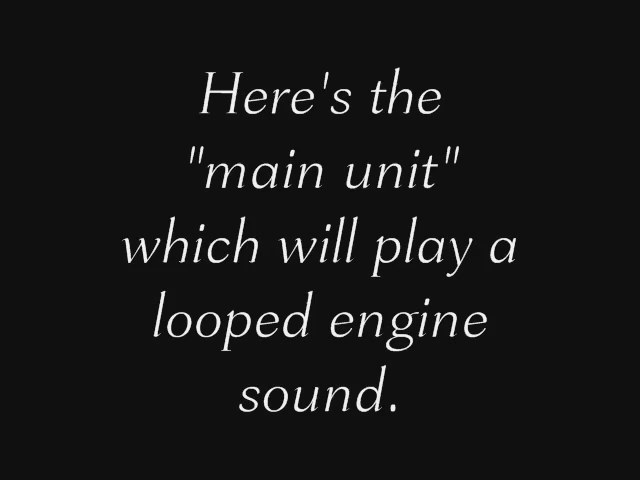 Here's the
"main unit"
which will play a
looped engine
sound.